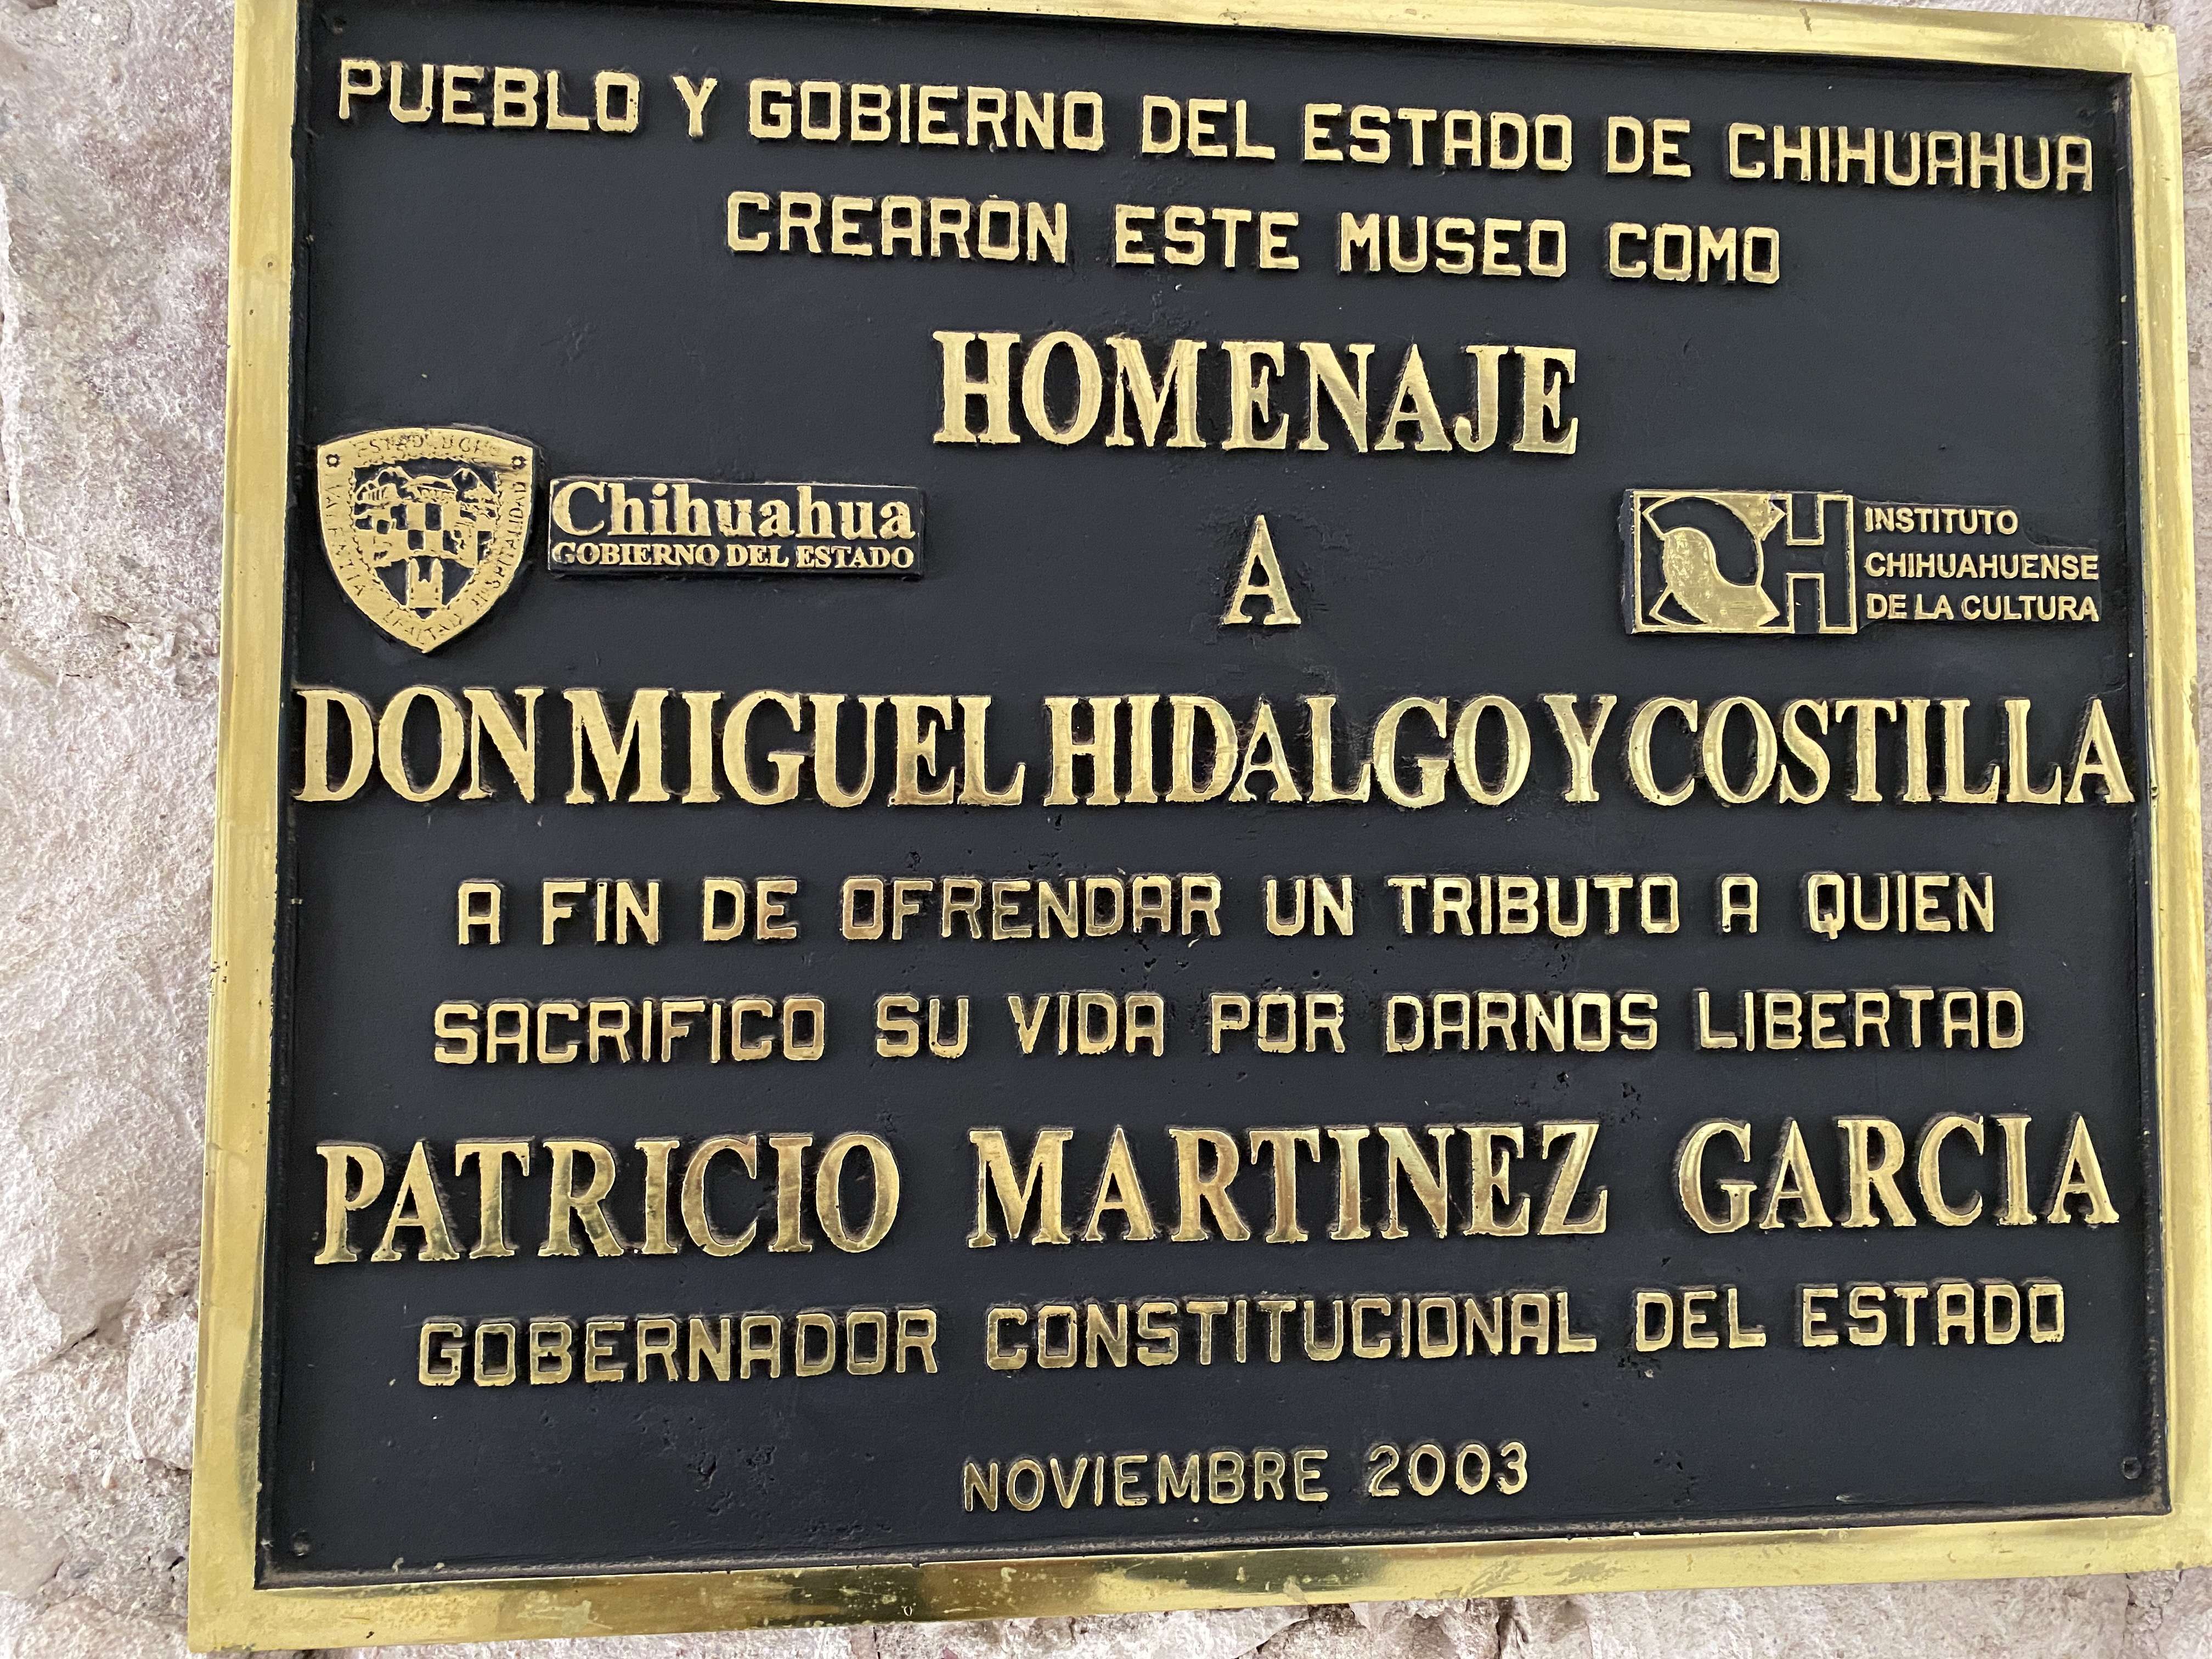 PUEBLO Y GOBIERNO DEL ESTADO DE CHIHUAHUA
CREARON ESTE MUSEO COMO
HOMENAJE
A
Chihuahua
GOBIERNO DEL ESTADO
INSTITUTO
CHIHUAHUENSE
DE LA CULTURA
DON MIGUEL HIDALGO Y COSTILLA
A FIN DE OFRENDAR UN TRIBUTO A QUIEN
SACRIFICO SU VIDA POR DARNOS LIBERTAD
PATRICIO MARTINEZ GARCIA
GOBERNADOR CONSTITUCIONAL DEL ESTADO
NOVIEMBRE 2003